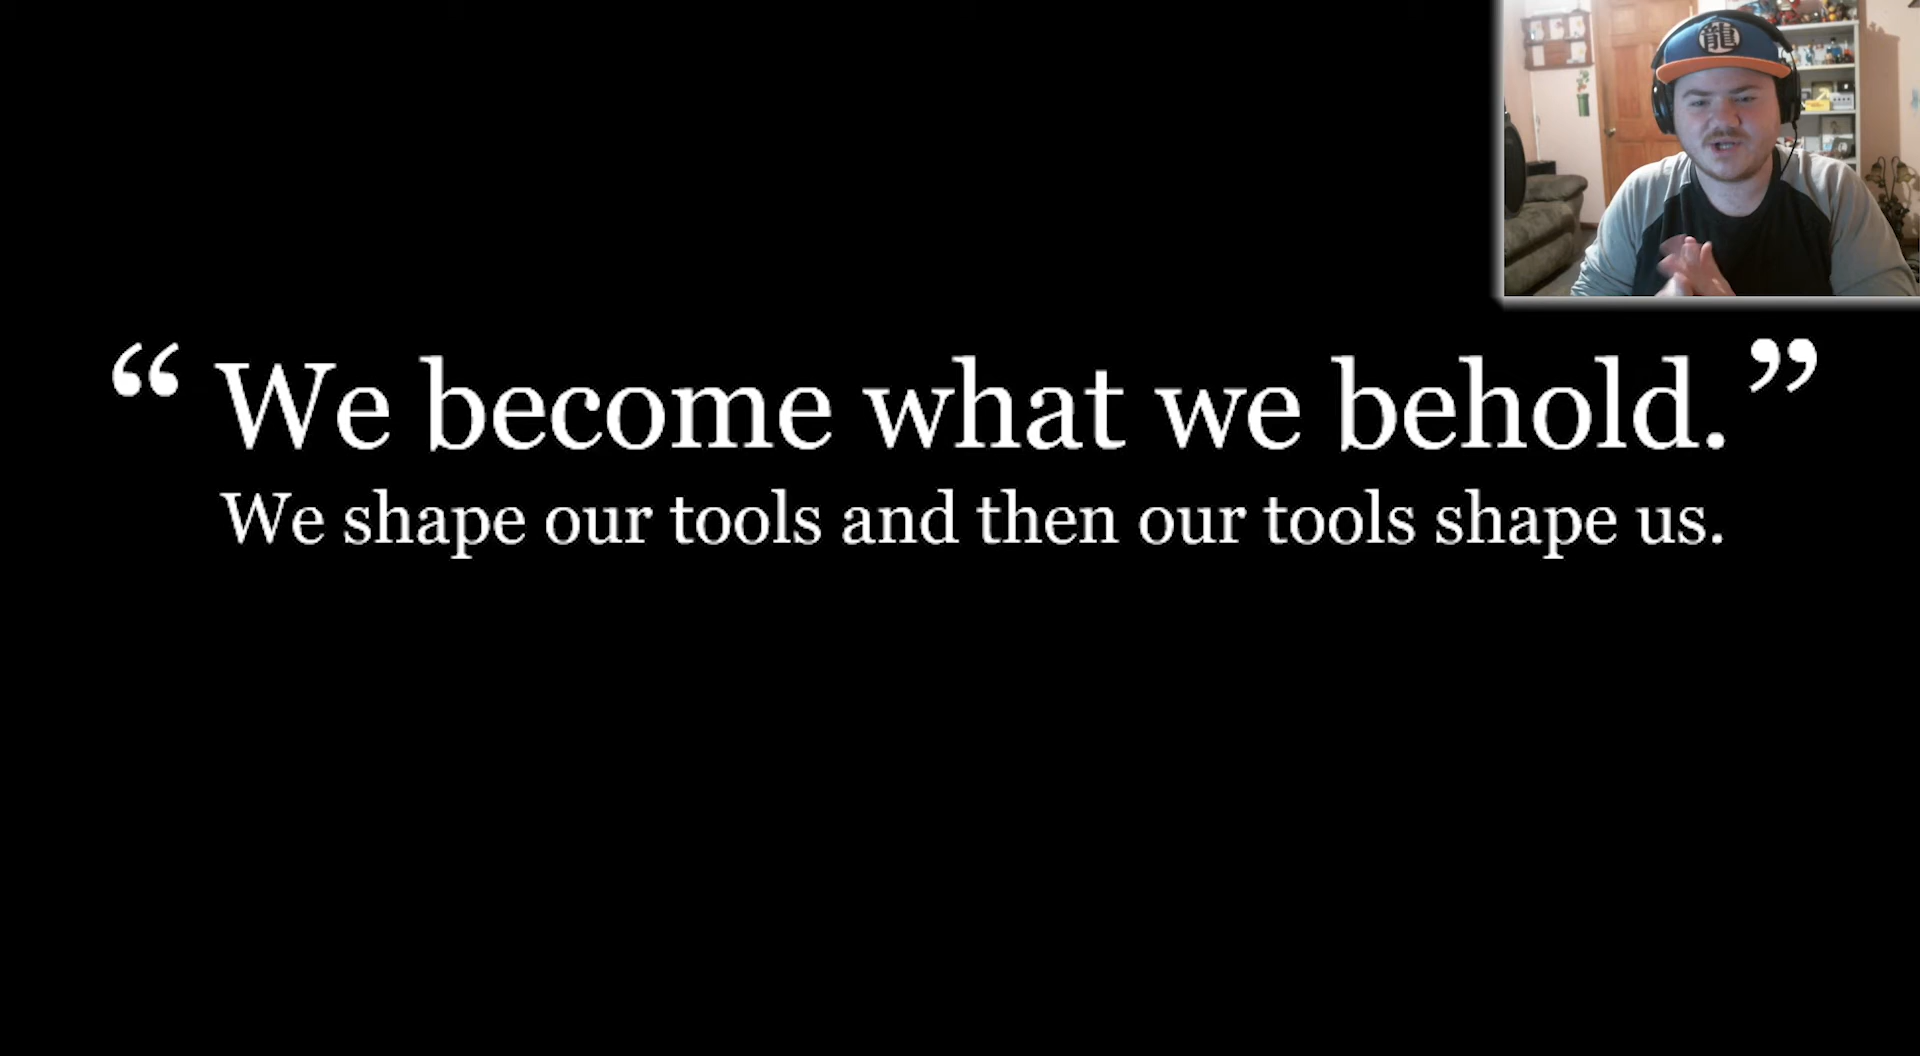 “ We become what we behold.”
We shape our tools and then our tools shape us.